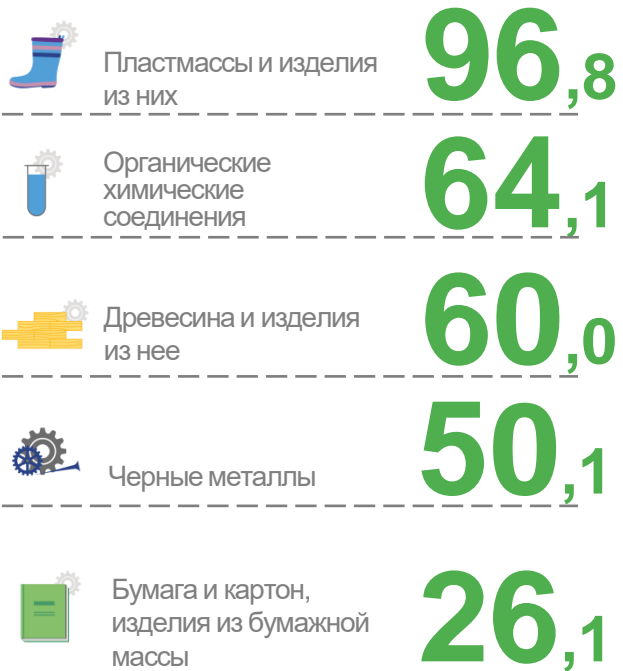 Пластмассы и изделия
из них
96,8
Органические
химические
соединения
64,1
Древесина и изделия
из нее
60,0
Черные металлы
50,1
Бумага и картон,
изделия из бумажной
массы
26,1